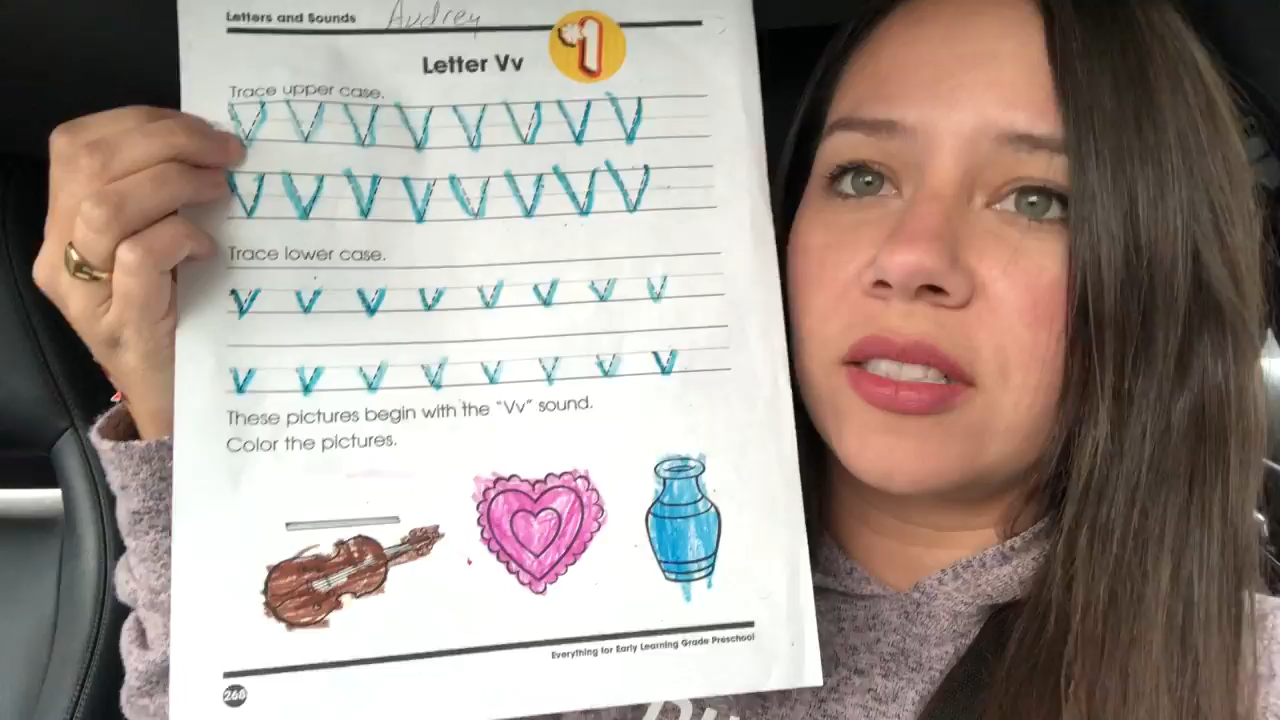 Letters and Sounds Audrey
Letter Vv
Trace upper case.
V V V V V V V V
V V V V V V V V
Trace lower case.
v v v v v v v v
v v v v v v v v
These pictures begin with the "Vv" sound.
Color the pictures.
Everything for Early Learning Grade Preschool
268